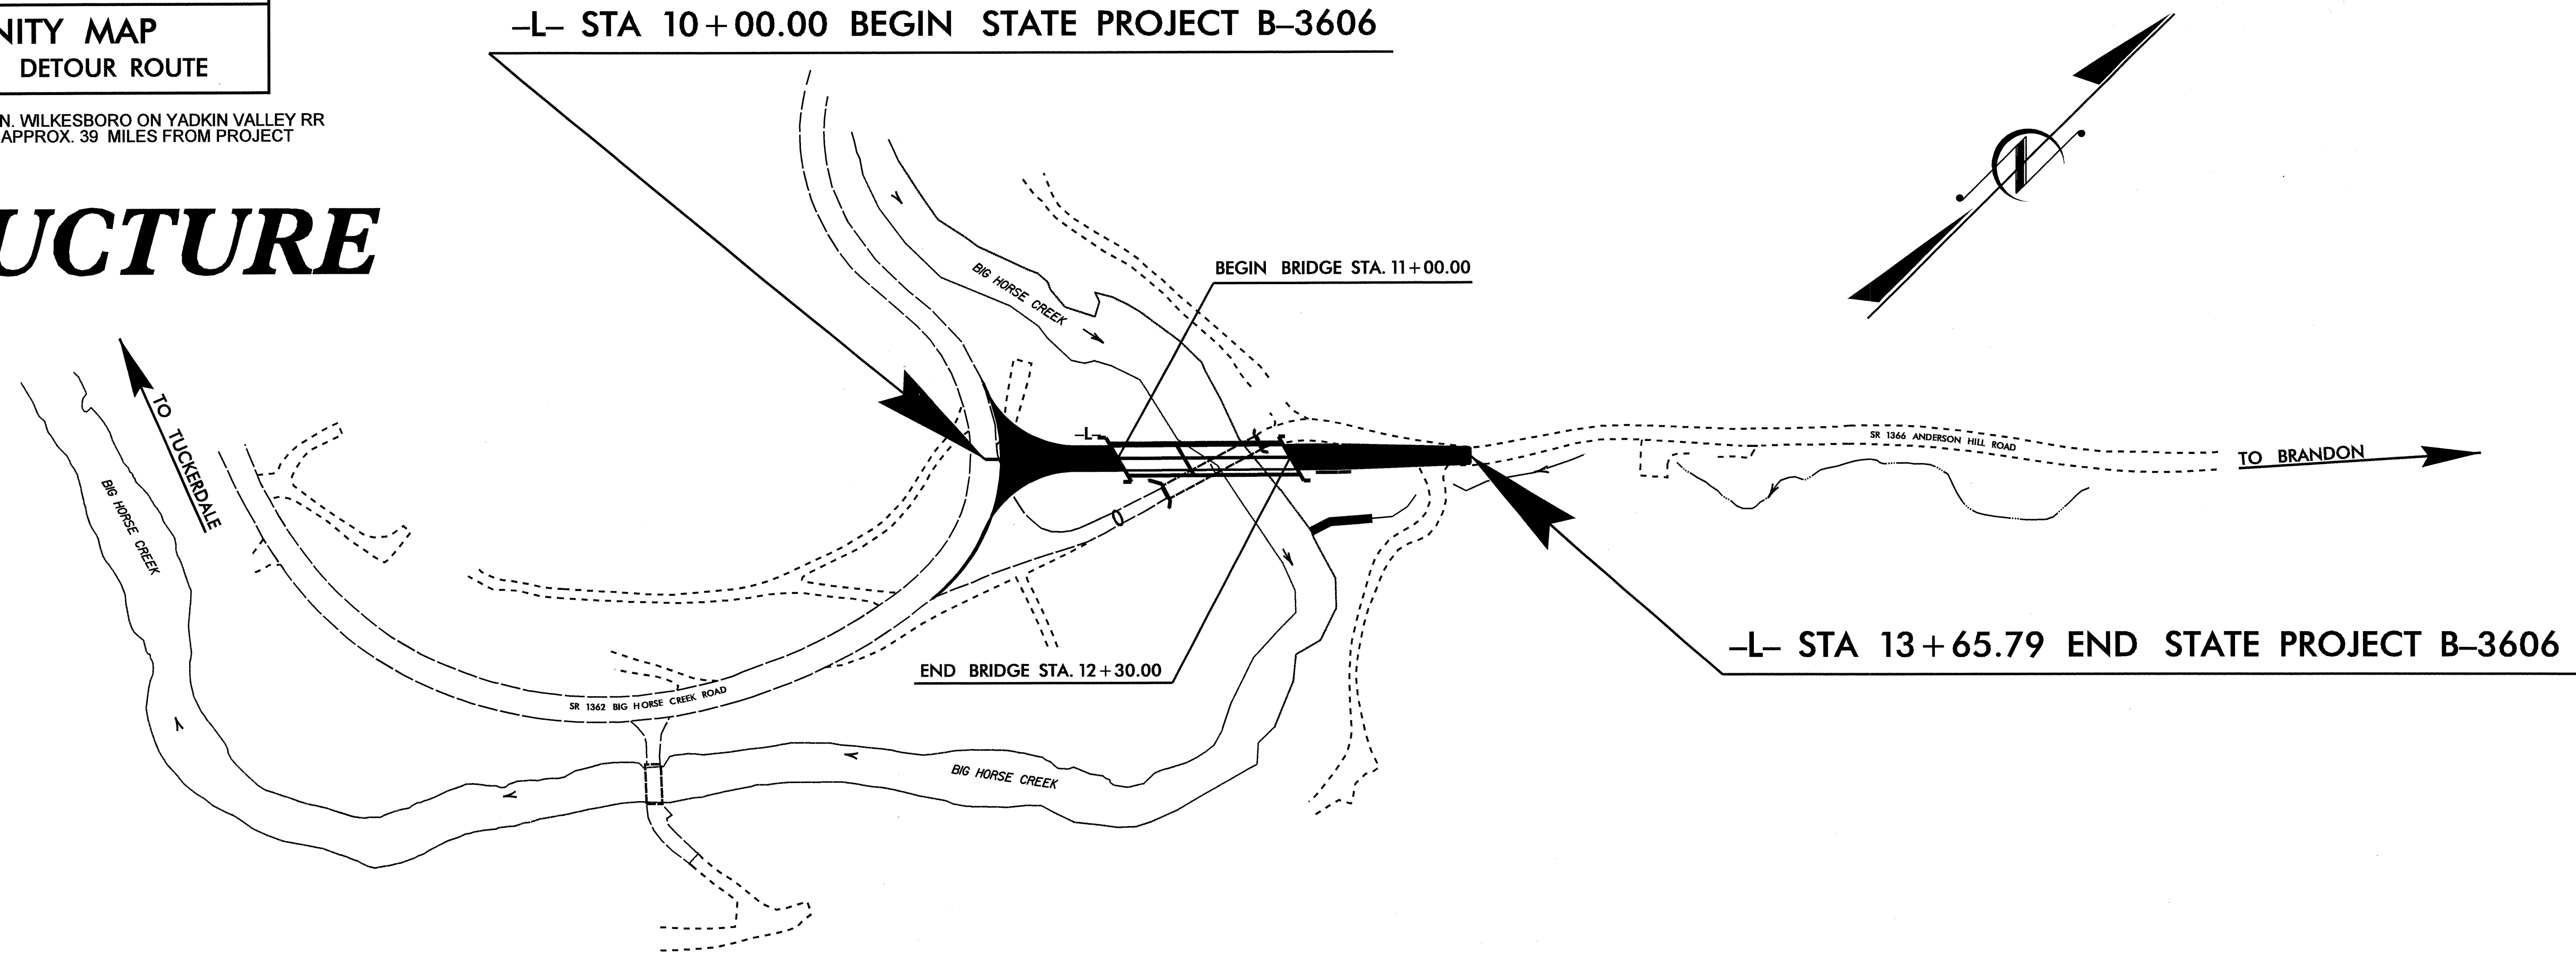 –L– STA 10+00.00 BEGIN STATE PROJECT B–3606
NITY MAP
DETOUR ROUTE
N. WILKESBORO ON YADKIN VALLEY RR
APPROX. 39 MILES FROM PROJECT
UCTURE
N
BEGIN BRIDGE STA. 11+00.00
BIG HORSE CREEK
TO TUCKERDALE
BIG HORSE CREEK
–L–
SR 1366 ANDERSON HILL ROAD
TO BRANDON
END BRIDGE STA. 12+30.00
–L– STA 13+65.79 END STATE PROJECT B–3606
SR 1362 BIG HORSE CREEK ROAD
BIG HORSE CREEK